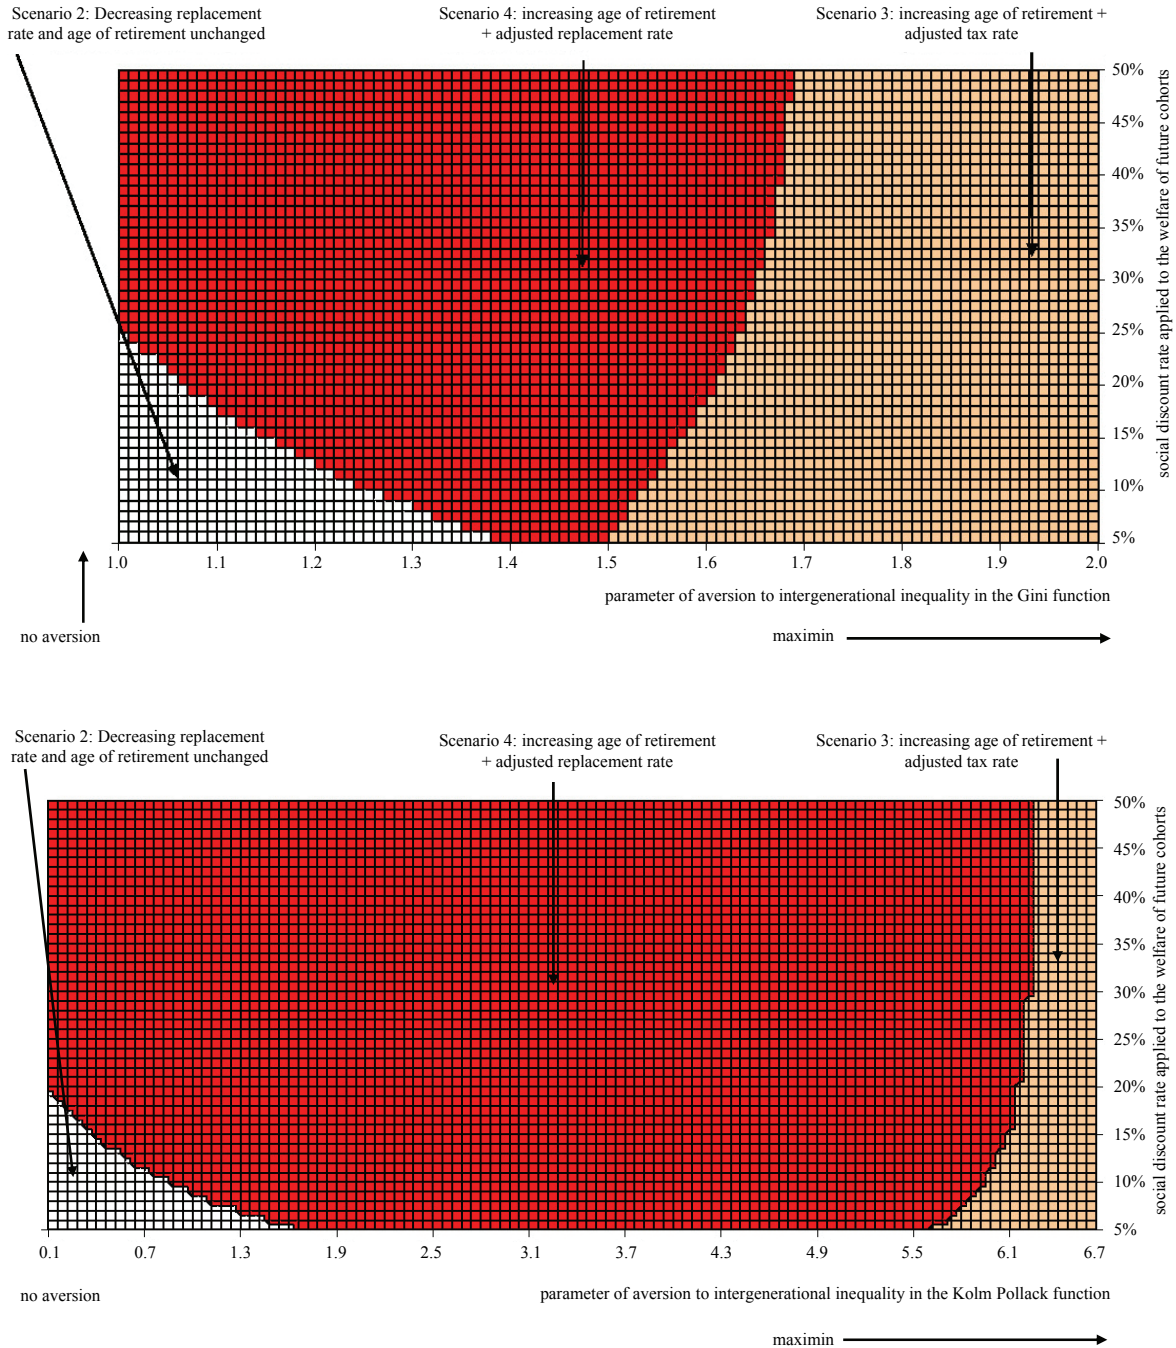 Scenario 2: Decreasing replacement
rate and age of retirement unchanged
Scenario 4: increasing age of retirement
+ adjusted replacement rate
Scenario 3: increasing age of retirement +
adjusted tax rate
50%
45%
40%
35%
30%
25%
20%
15%
10%
5%
social discount rate applied to the welfare of future cohorts
1.0 1.1 1.2 1.3 1.4 1.5 1.6 1.7 1.8 1.9 2.0
parameter of aversion to intergenerational inequality in the Gini function
no aversion
maximin
Scenario 2: Decreasing replacement
rate and age of retirement unchanged
Scenario 4: increasing age of retirement
+ adjusted replacement rate
Scenario 3: increasing age of retirement +
adjusted tax rate
50%
45%
40%
35%
30%
25%
20%
15%
10%
5%
social discount rate applied to the welfare of future cohorts
0.1 0.7 1.3 1.9 2.5 3.1 3.7 4.3 4.9 5.5 6.1 6.7
no aversion
parameter of aversion to intergenerational inequality in the Kolm Pollack function
maximin